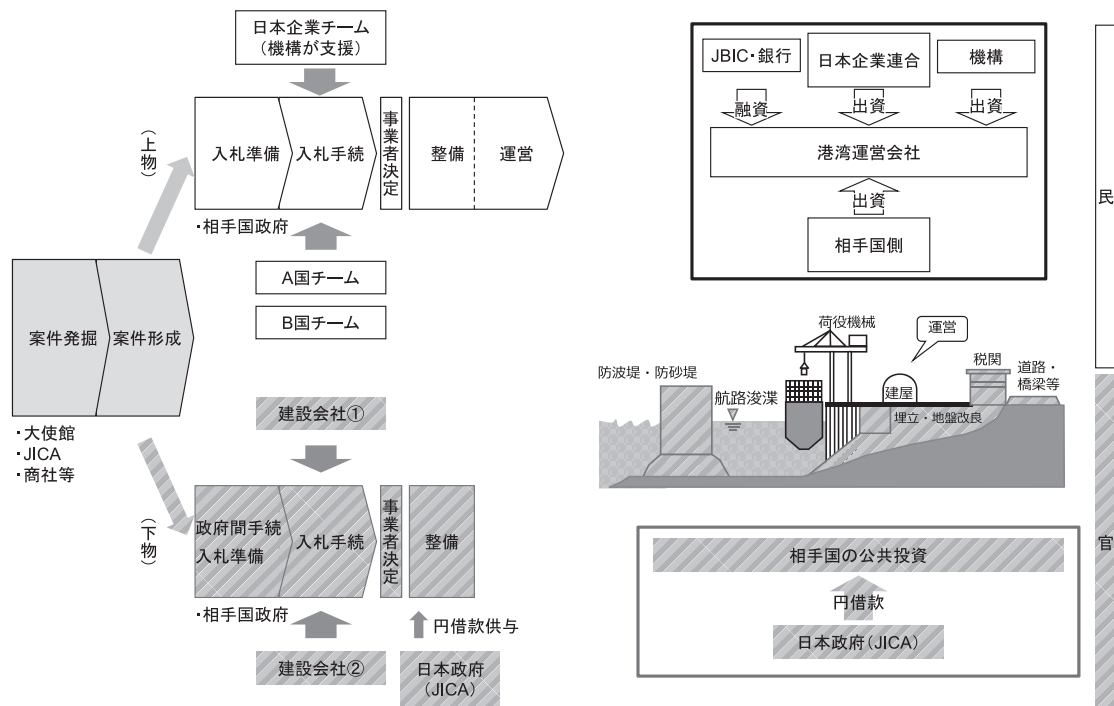 日本企業チーム
（機構が支援）
（上物）
入札準備
入札手続
事業者決定
整備
運営
・相手国政府
A国チーム
B国チーム
案件発掘
案件形成
・大使館
・JICA
・商社等
建設会社①
（下物）
政府間手続
入札準備
入札手続
事業者決定
整備
・相手国政府
建設会社②
円借款供与
日本政府
（JICA）
JBIC・銀行
日本企業連合
機構
融資
出資
出資
港湾運営会社
出資
相手国側
民
荷役機械
運営
税関
道路・
橋梁等
防波堤・防砂堤
航路浚渫
建屋
埋立・地盤改良
官
相手国の公共投資
円借款
日本政府（JICA）